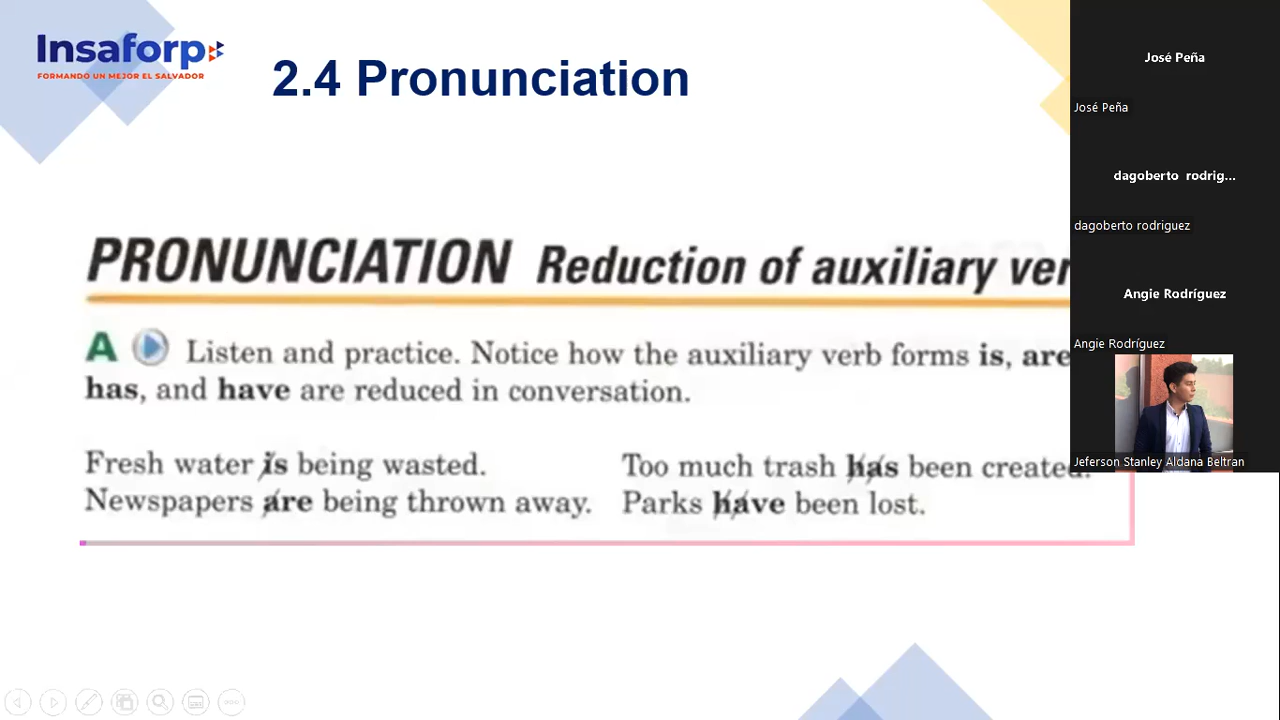 Insaforp
FORMANDO UN MEJOR EL SALVADOR
2.4 Pronunciation
PRONUNCIATION Reduction of auxiliary ver
A Listen and practice. Notice how the auxiliary verb forms is, are
has, and have are reduced in conversation.
Fresh water is being wasted.
Newspapers are being thrown away.
Too much trash has been created.
Parks have been lost.
José Peña
José Peña
dagoberto rodrig...
dagoberto rodriguez
Angie Rodríguez
Angie Rodríguez
Jeferson Stanley Aldana Beltran